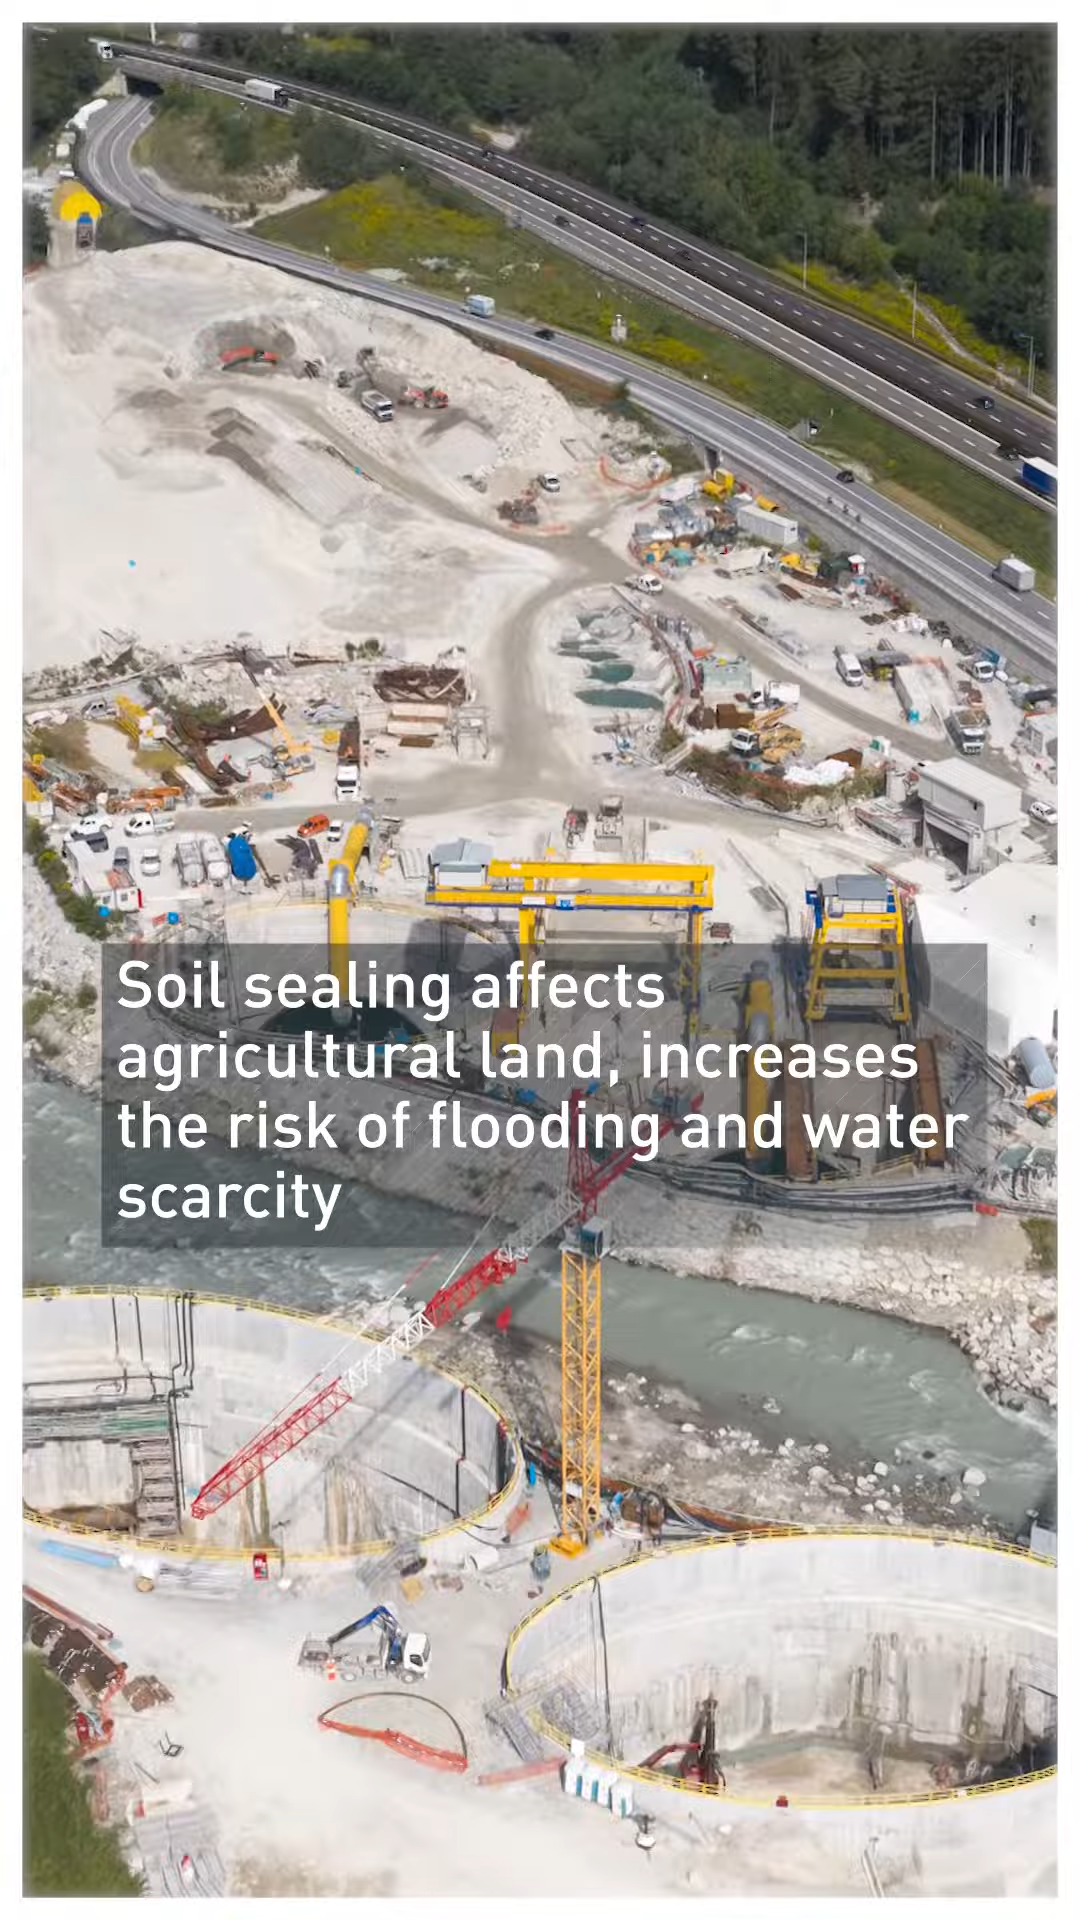 Soil sealing affects
agricultural land, increases
the risk of flooding and water
scarcity